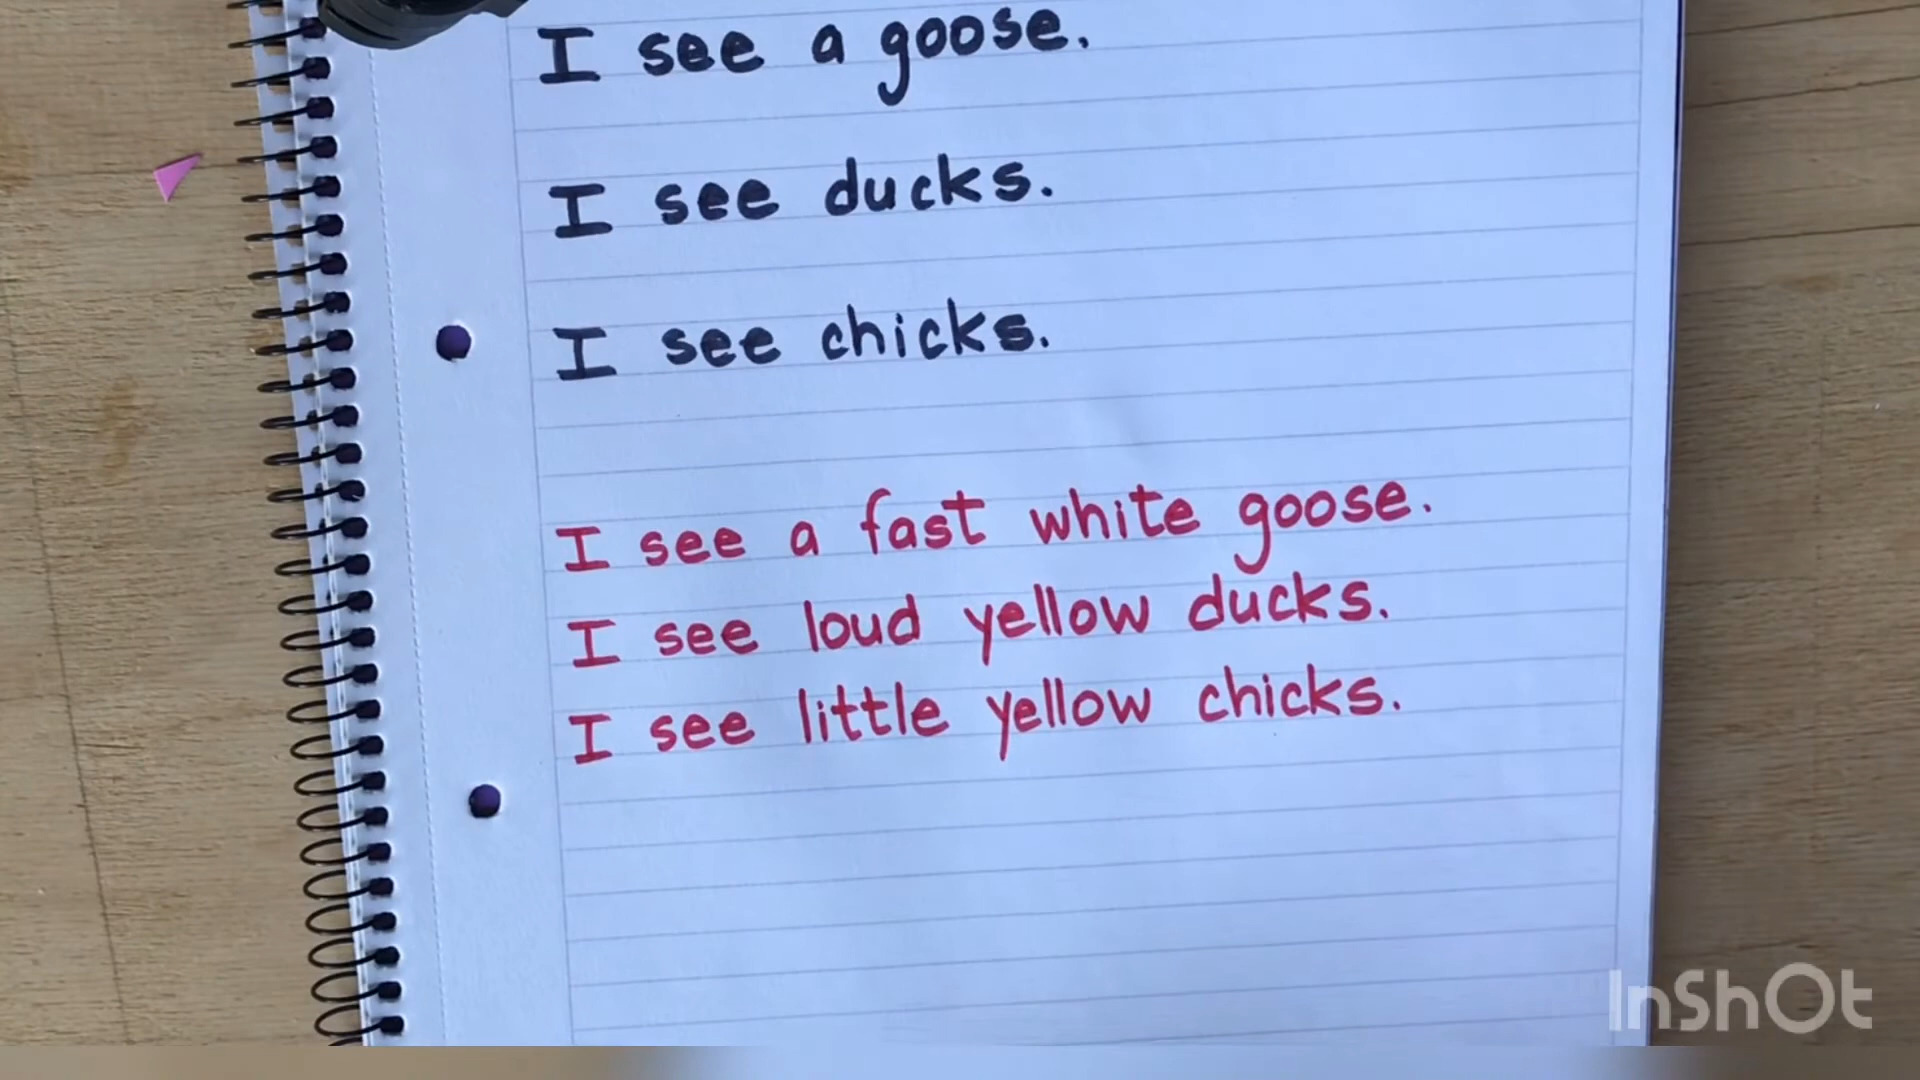 I see a goose.
I see ducks.
I see chicks.
I see a fast white goose.
I see loud yellow ducks.
I see little yellow chicks.
InShOt